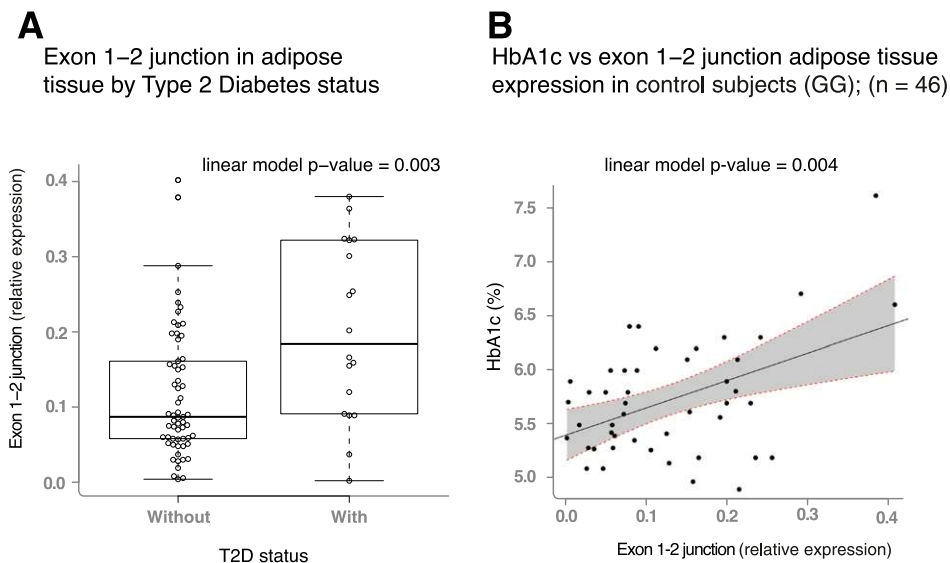 A
Exon 1–2 junction in adipose
tissue by Type 2 Diabetes status
linear model p−value = 0.003
Exon 1–2 junction (relative expression)
0.4
0.3
0.2
0.1
0.0
Without
With
T2D status
B
HbA1c vs exon 1–2 junction adipose tissue
expression in control subjects (GG); (n = 46)
linear model p-value = 0.004
HbA1c (%)
7.5
7.0
6.5
6.0
5.5
5.0
0.0
0.1
0.2
0.3
0.4
Exon 1-2 junction (relative expression)